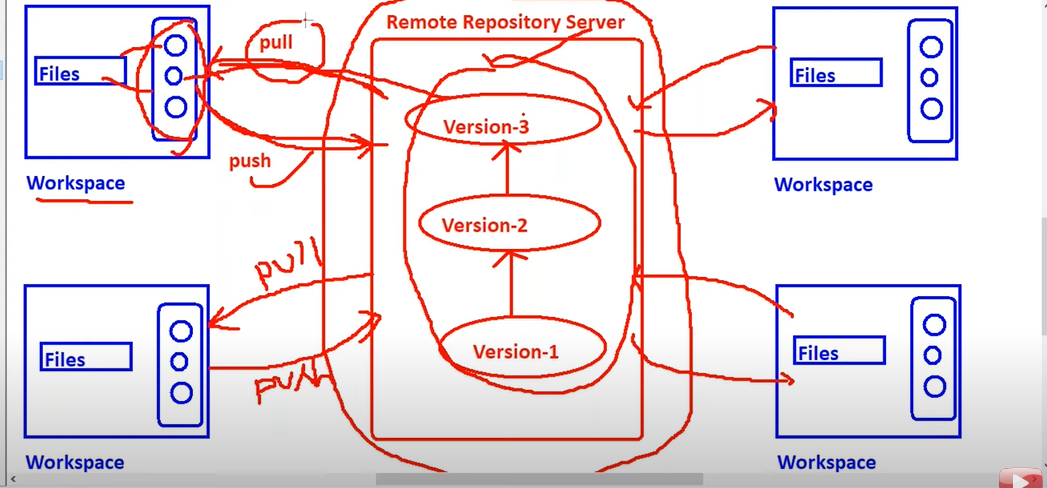 Remote Repository Server
pull
Files
Files
Version-3
push
Workspace
Workspace
Version-2
pull
Version-1
Files
Files
push
Workspace
Workspace